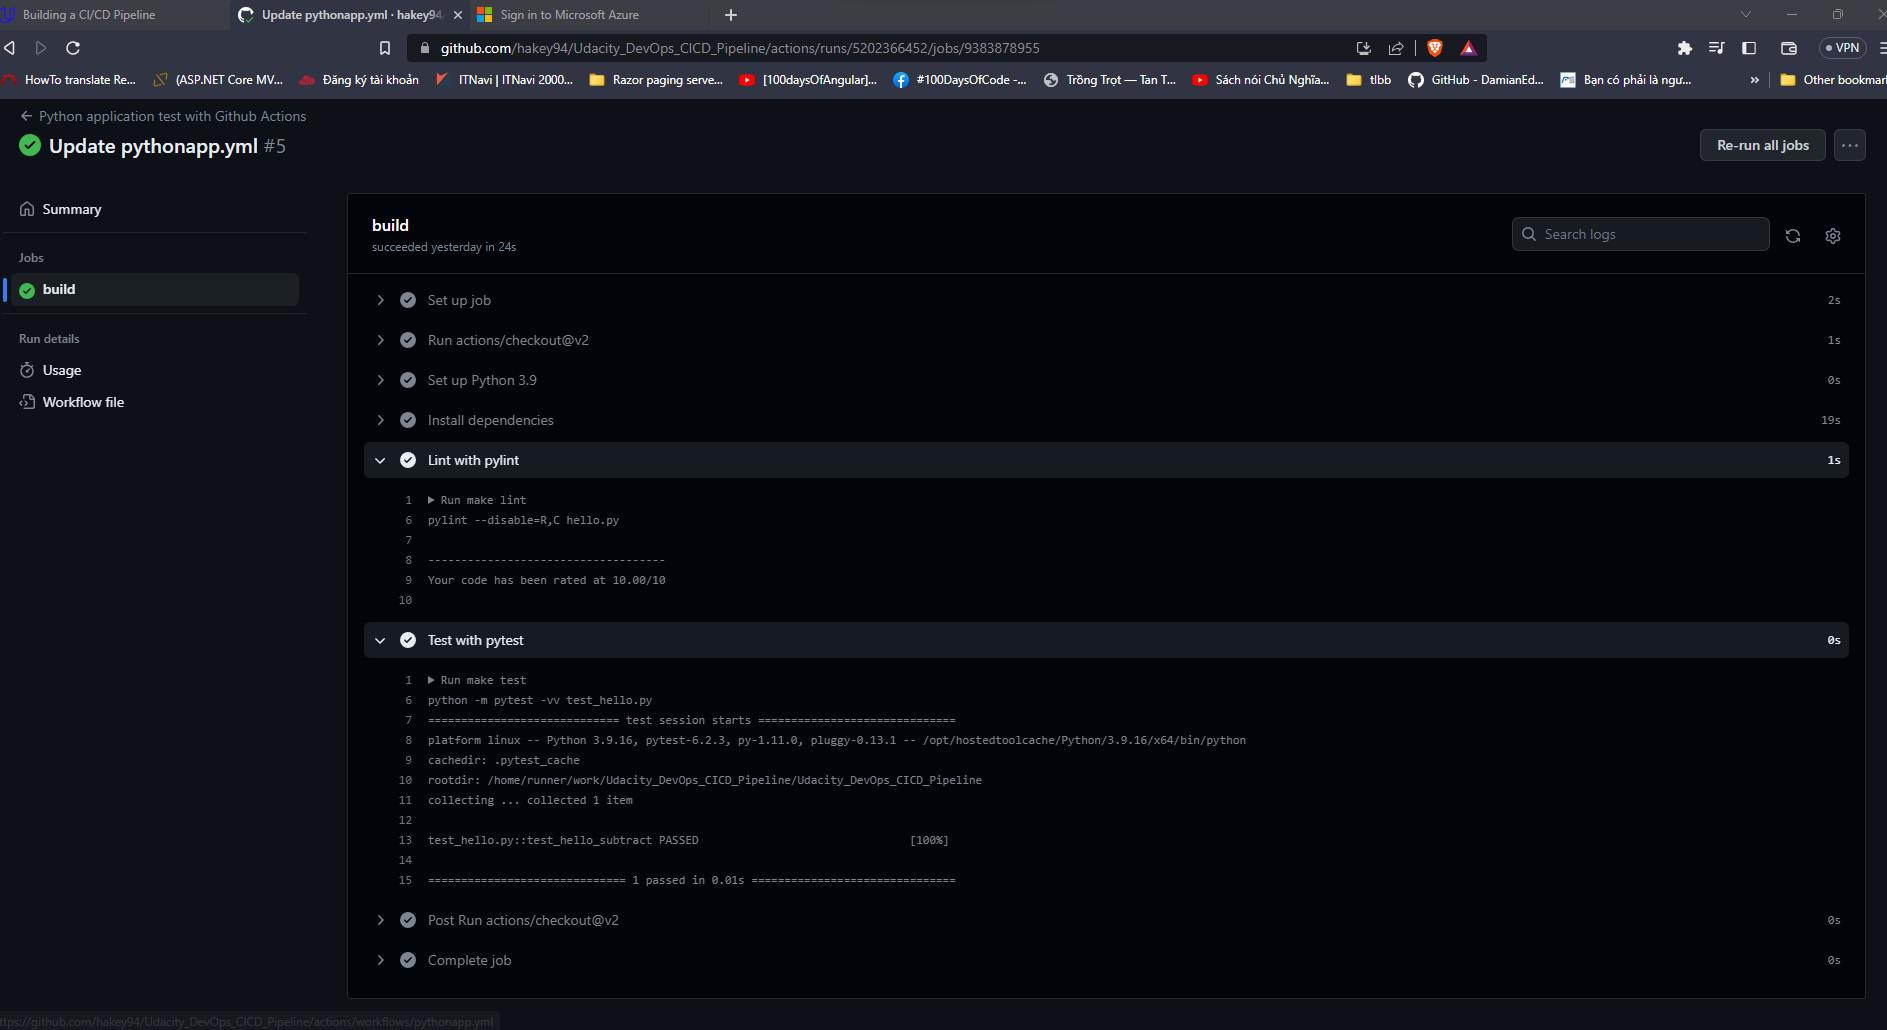 Building a CI/CD Pipeline
Update pythonapp.yml · hakey94
Sign in to Microsoft Azure
github.com/hakey94/Udacity_DevOps_CICD_Pipeline/actions/runs/5202366452/jobs/9383878955
VPN
HowTo translate Re...
(ASP.NET Core MV...
Đăng ký tài khoản
ITNavi | ITNavi 2000...
Razor paging serve...
[100daysOfAngular]...
#100DaysOfCode -...
Trồng Trọt — Tan T...
Sách nói Chủ Nghĩa...
tlbb
GitHub - DamianEd...
Bạn có phải là ngư...
»
Other bookmar
Python application test with Github Actions
Update pythonapp.yml #5
Re-run all jobs
Summary
Jobs
build
Run details
Usage
Workflow file
build
succeeded yesterday in 24s
Search logs
Set up job 2s
Run actions/checkout@v2 1s
Set up Python 3.9 0s
Install dependencies 19s
Lint with pylint 1s
1 Run make lint
6 pylint --disable=R,C hello.py
7
8 ------------------------------------
9 Your code has been rated at 10.00/10
10
Test with pytest 0s
1 Run make test
6 python -m pytest -vv test_hello.py
7 ============================= test session starts ==============================
8 platform linux -- Python 3.9.16, pytest-6.2.3, py-1.11.0, pluggy-0.13.1 -- /opt/hostedtoolcache/Python/3.9.16/x64/bin/python
9 cachedir: .pytest_cache
10 rootdir: /home/runner/work/Udacity_DevOps_CICD_Pipeline/Udacity_DevOps_CICD_Pipeline
11 collecting ... collected 1 item
12
13 test_hello.py::test_hello_subtract PASSED [100%]
14
15 ============================== 1 passed in 0.01s ===============================
Post Run actions/checkout@v2 0s
Complete job 0s
ttps://github.com/hakey94/Udacity_DevOps_CICD_Pipeline/actions/workflows/pythonapp.yml